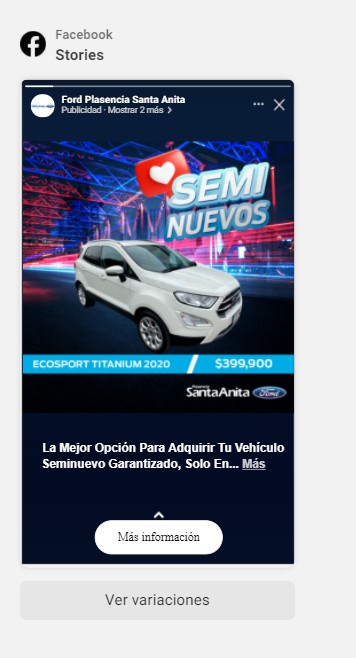 Facebook
Stories
Ford Plasencia Santa Anita
Publicidad · Mostrar 2 más
SEMI
NUEVOS
ECOSPORT TITANIUM 2020 / $399,900
Plasencia
SantaAnita Ford
La Mejor Opción Para Adquirir Tu Vehículo
Seminuevo Garantizado, Solo En... Más
Más información
Ver variaciones